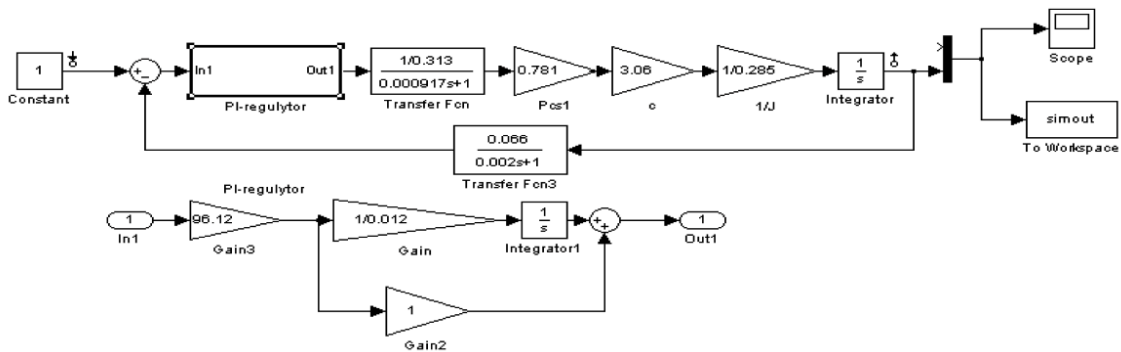 1
Constant
+
−
In1
Out1
PI-regulytor
1/0.313
0.000917s+1
Transfer Fcn
0.781
Pcs1
3.06
c
1/0.285
1/J
1
s
Integrator
Scope
simout
To Workspace
0.066
0.002s+1
Transfer Fcn3
PI-regulytor
1
In1
96.12
Gain3
1/0.012
Gain
1
s
Integrator1
+
+
1
Out1
1
Gain2